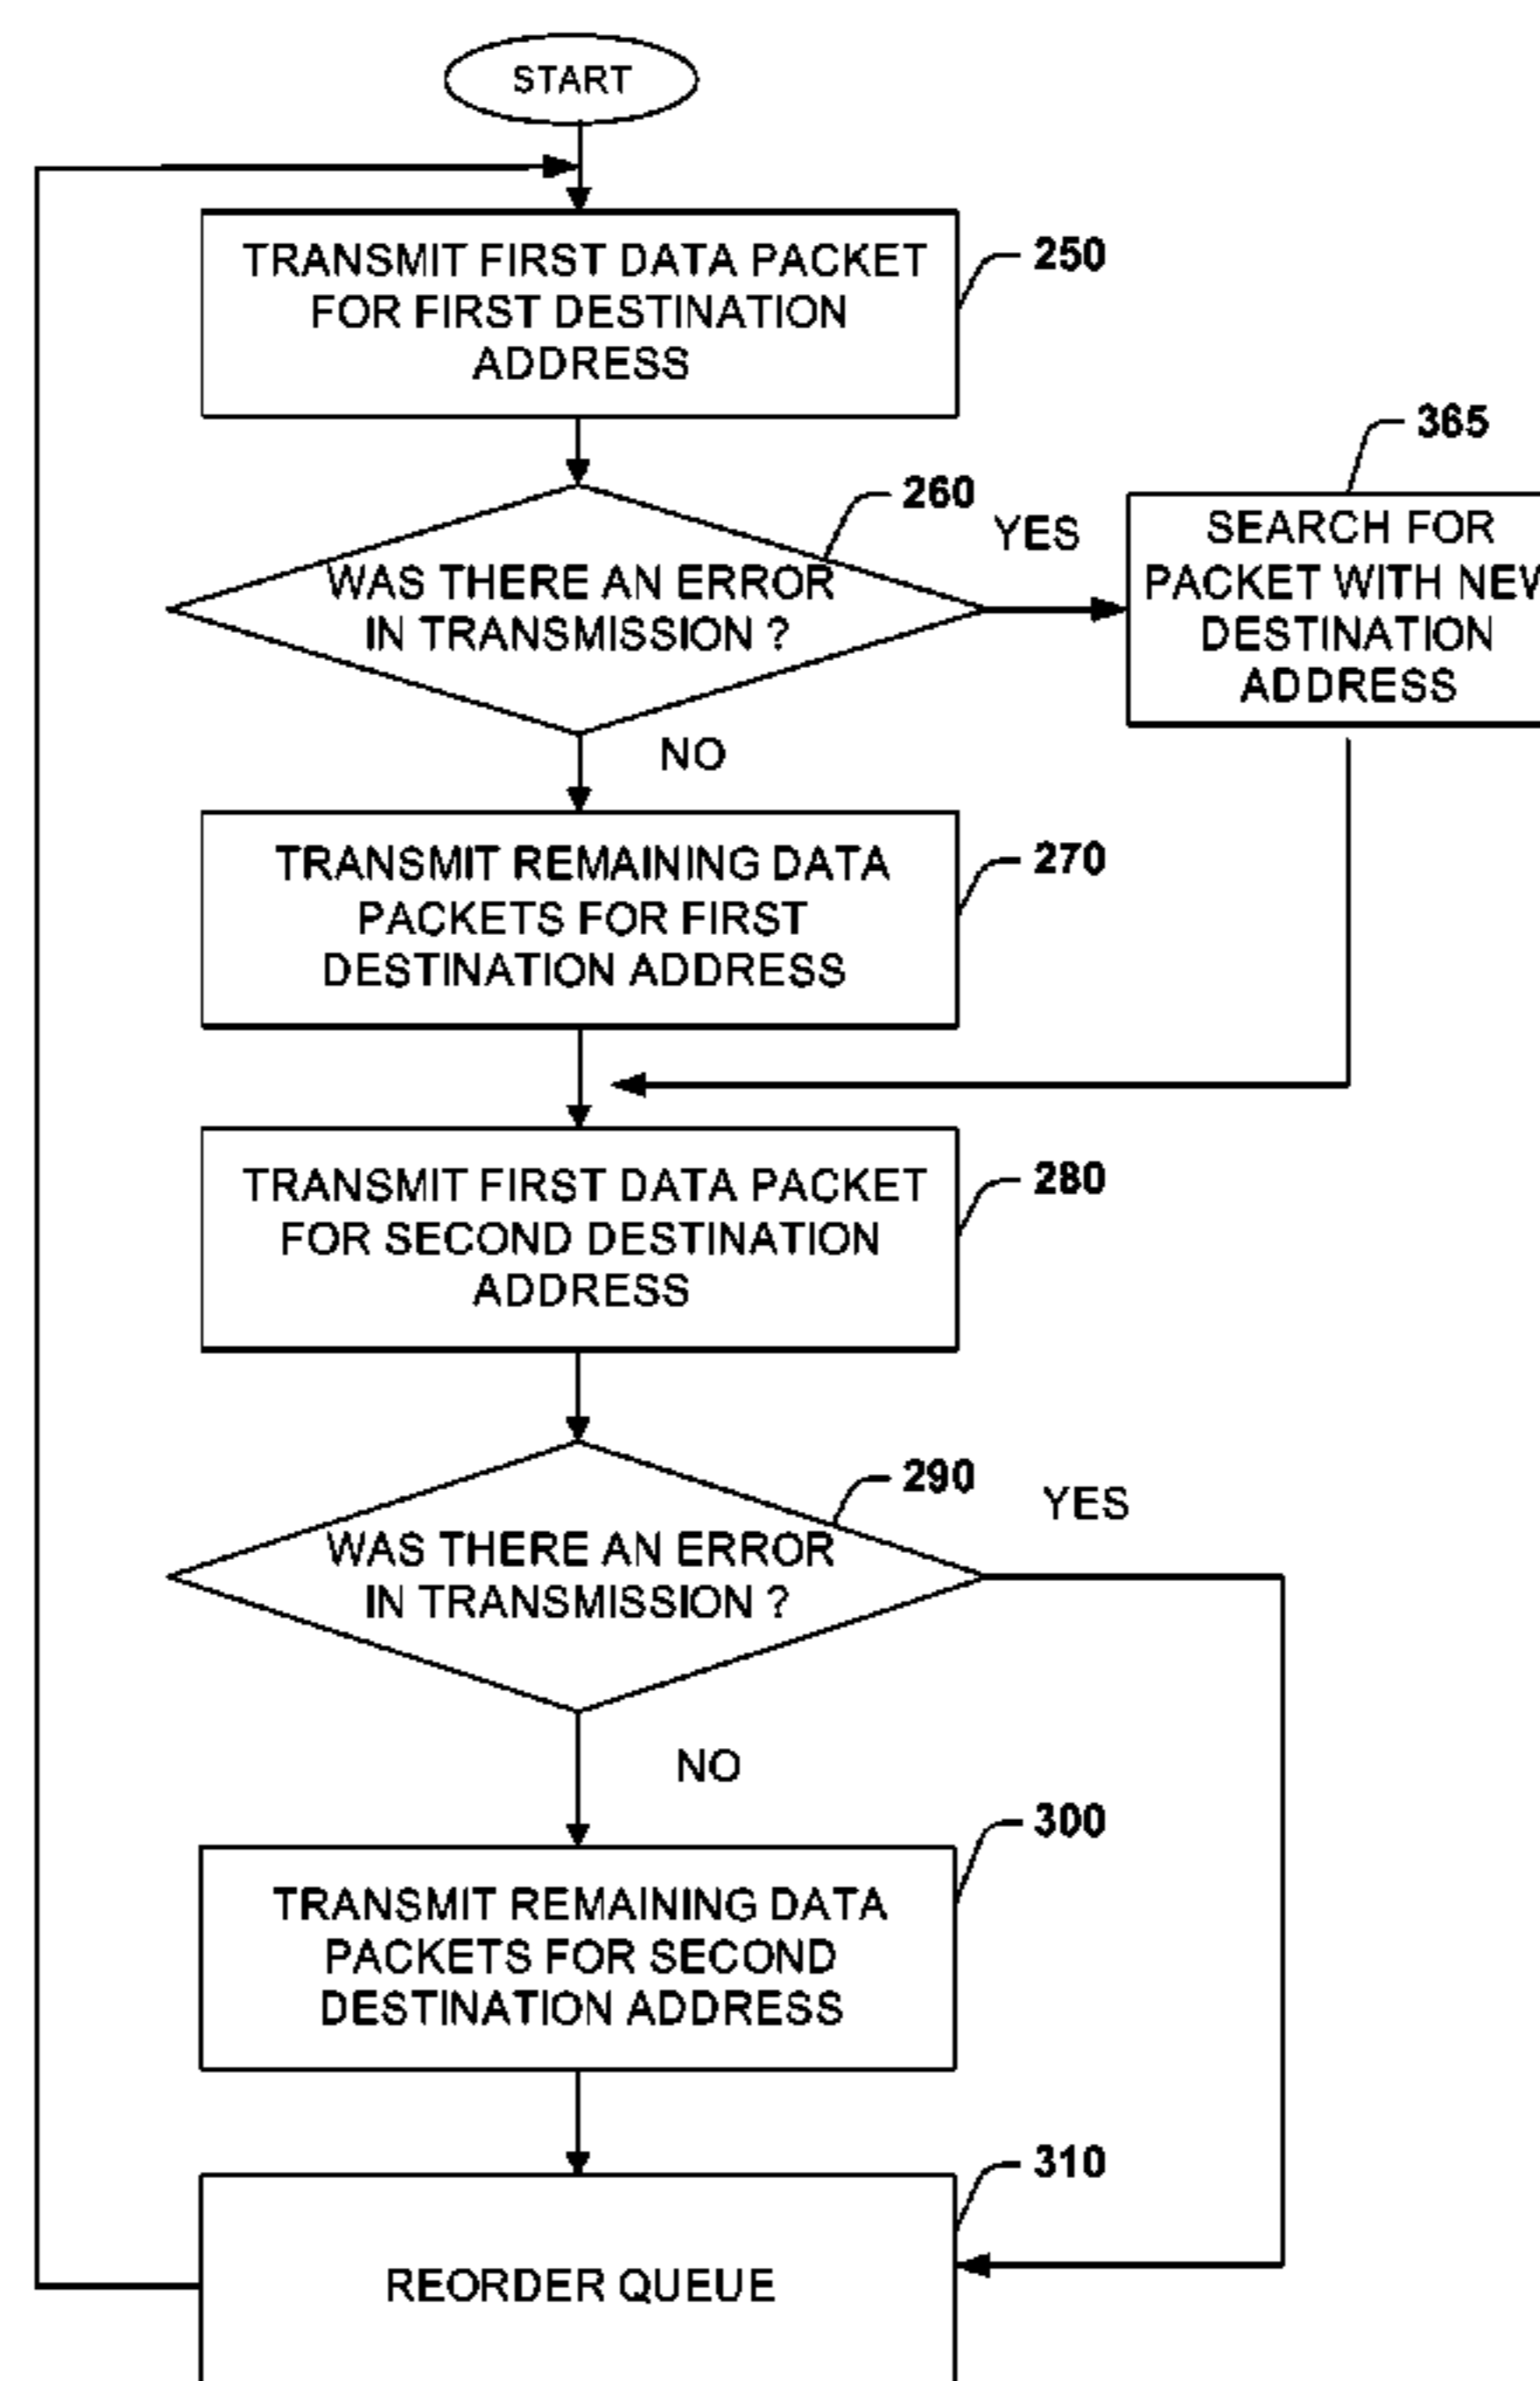 START
TRANSMIT FIRST DATA PACKET
FOR FIRST DESTINATION
ADDRESS
250
365
260
YES
SEARCH FOR
PACKET WITH NEW
DESTINATION
ADDRESS
WAS THERE AN ERROR
IN TRANSMISSION ?
NO
TRANSMIT REMAINING DATA
PACKETS FOR FIRST
DESTINATION ADDRESS
270
TRANSMIT FIRST DATA PACKET
FOR SECOND DESTINATION
ADDRESS
280
290
YES
WAS THERE AN ERROR
IN TRANSMISSION ?
NO
300
TRANSMIT REMAINING DATA
PACKETS FOR SECOND
DESTINATION ADDRESS
310
REORDER QUEUE